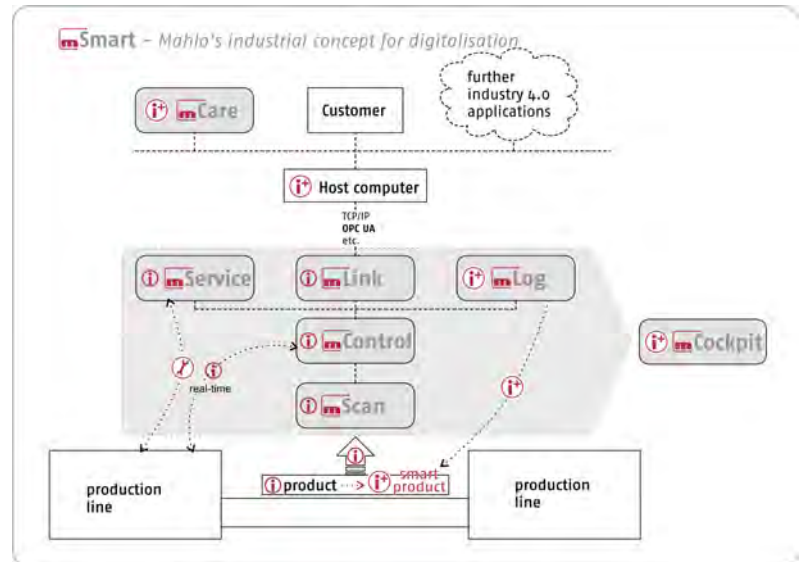 mSmart – Mahlo's industrial concept for digitalisation
further
industry 4.0
applications
i+ mCare
Customer
i+ Host computer
TCP/IP
OPC UA
etc.
i mService
i mLink
i+ mLog
i mControl
i+ mCockpit
i
real-time
i+
i mScan
i
i product
i+ smart
product
production
line
production
line